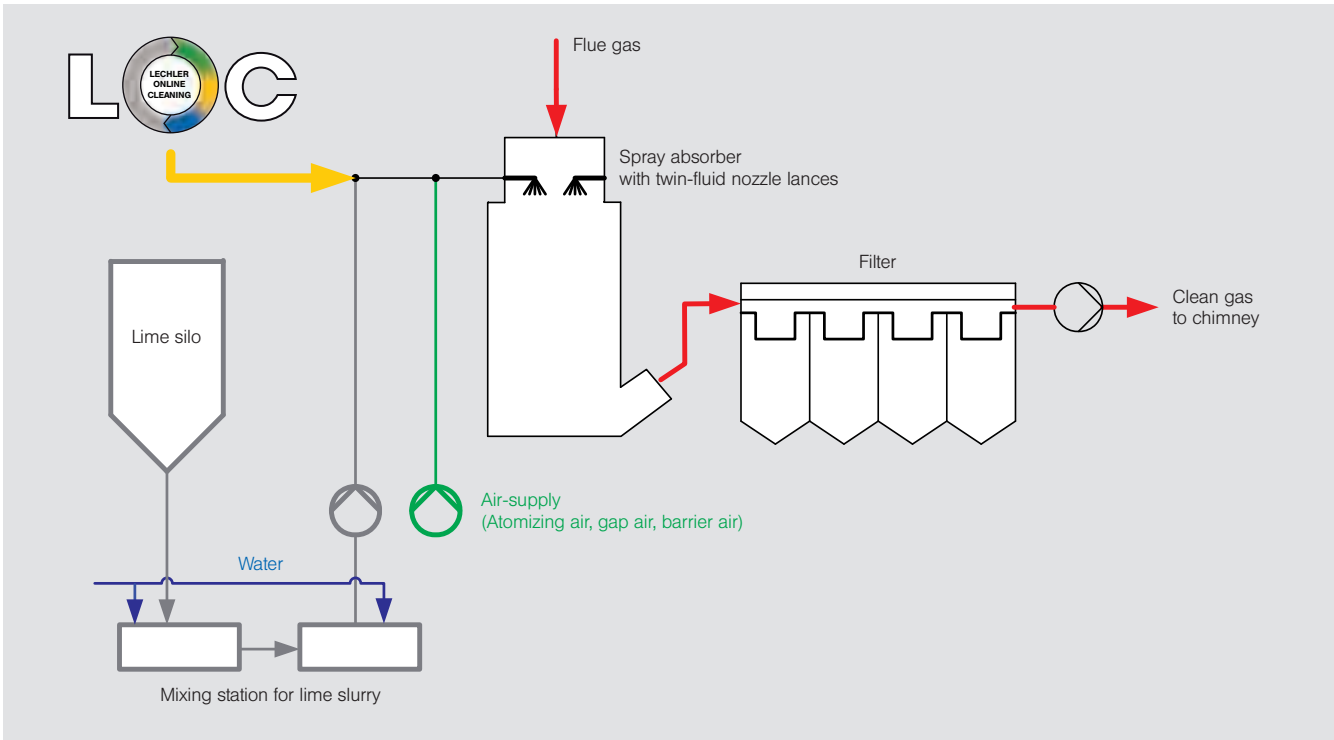 LOC
LECHLER
ONLINE
CLEANING
Flue gas
Spray absorber
with twin-fluid nozzle lances
Filter
Clean gas
to chimney
Lime silo
Air-supply
(Atomizing air, gap air, barrier air)
Water
Mixing station for lime slurry